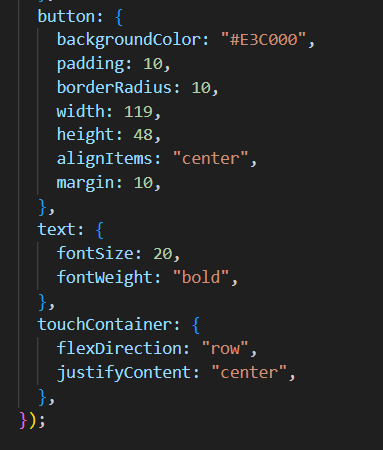 button: {
backgroundColor: "#E3C000",
padding: 10,
borderRadius: 10,
width: 119,
height: 48,
alignItems: "center",
margin: 10,
},
text: {
fontSize: 20,
fontWeight: "bold",
},
touchContainer: {
flexDirection: "row",
justifyContent: "center",
},
});